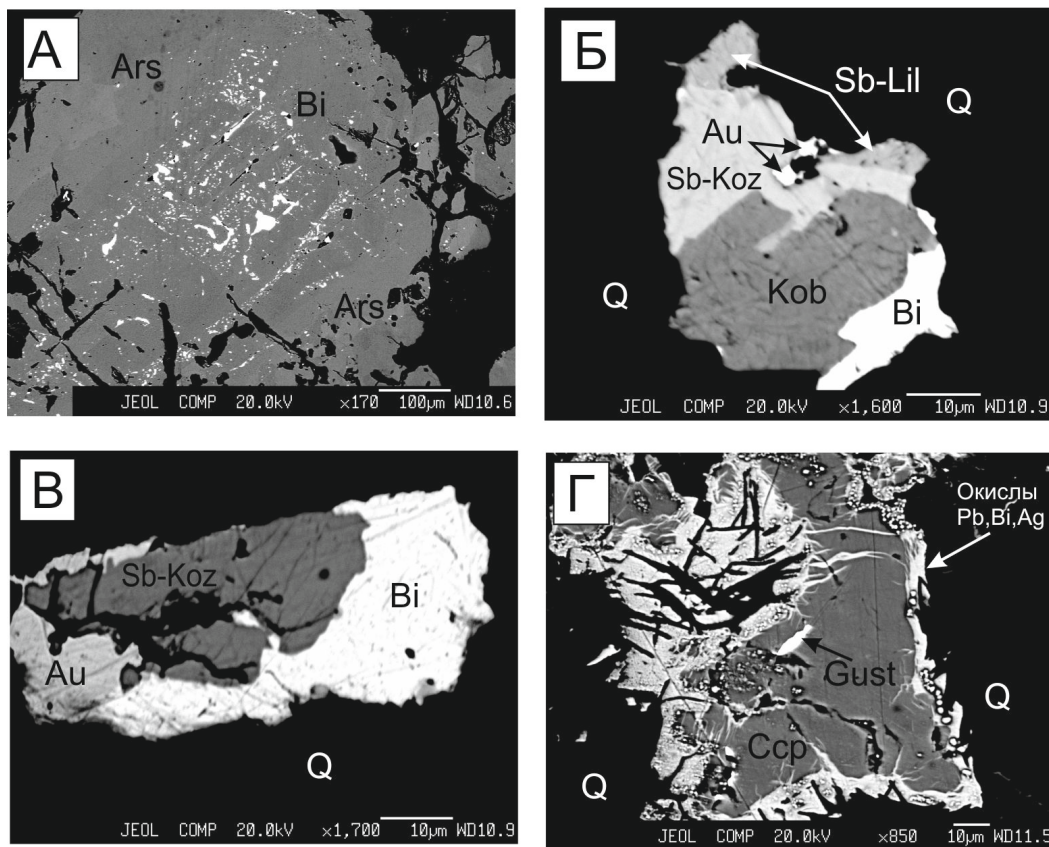 А
Ars
Bi
Ars
JEOL COMP 20.0kV ×170 100µm WD10.6
Б
Sb-Lil
Q
Au
Sb-Koz
Q
Kob
Bi
JEOL COMP 20.0kV ×1,600 10µm WD10.9
В
Sb-Koz
Bi
Au
Q
JEOL COMP 20.0kV ×1,700 10µm WD10.9
Г
Окислы
Pb,Bi,Ag
Gust
Q
Ccp
Q
JEOL COMP 20.0kV ×850 10µm WD11.5